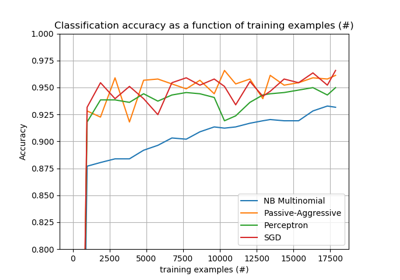 Classification accuracy as a function of training examples (#)
1.000
0.975
0.950
0.925
0.900
0.875
0.850
0.825
0.800
Accuracy
NB Multinomial
Passive-Aggressive
Perceptron
SGD
0 2500 5000 7500 10000 12500 15000 17500
training examples (#)